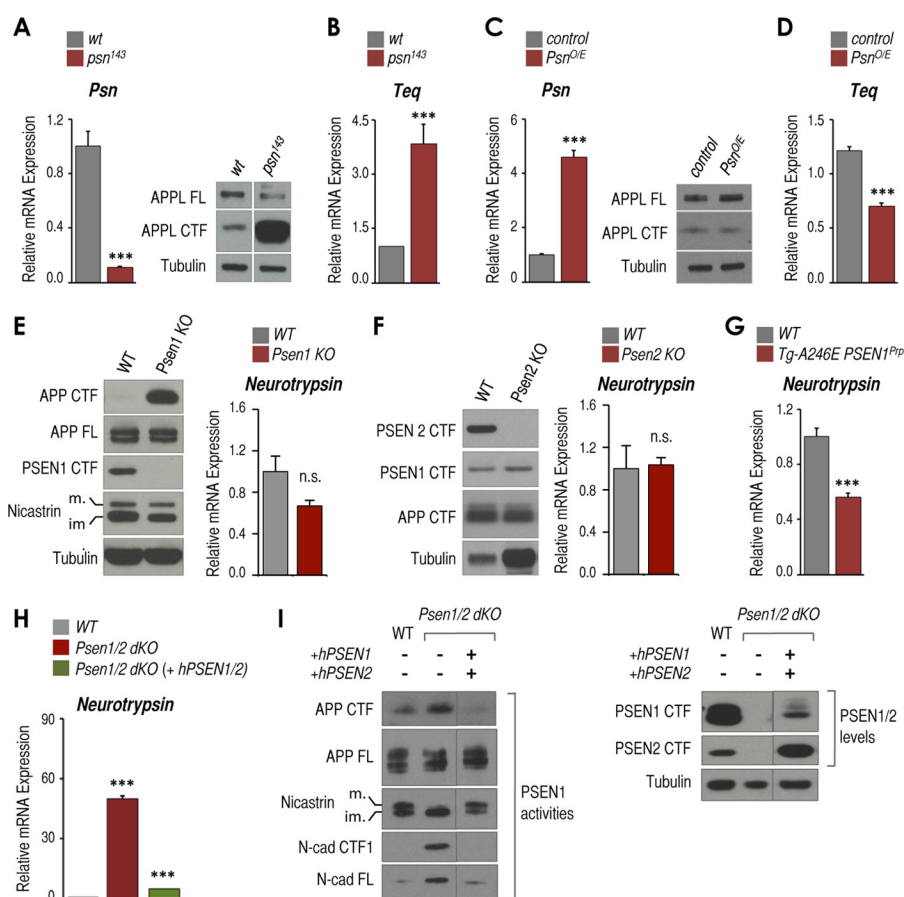 A
wt
psn143
Psn
Relative mRNA Expression
1.2
0.8
0.4
0.0
***
wt
psn143
APPL FL
APPL CTF
Tubulin
B
wt
psn143
Teq
Relative mRNA Expression
4.5
3.0
1.5
0.0
***
C
control
PsnO/E
Psn
Relative mRNA Expression
6
4
2
0
***
control
PsnO/E
APPL FL
APPL CTF
Tubulin
D
control
PsnO/E
Teq
Relative mRNA Expression
1.5
1.2
0.9
0.6
0.3
0.0
***
E
WT
Psen1 KO
APP CTF
APP FL
PSEN1 CTF
Nicastrin
m.
im
Tubulin
WT
Psen1 KO
Neurotrypsin
Relative mRNA Expression
1.6
1.2
0.8
0.4
0.0
n.s.
F
WT
Psen2 KO
PSEN 2 CTF
PSEN1 CTF
APP CTF
Tubulin
WT
Psen2 KO
Neurotrypsin
Relative mRNA Expression
1.6
1.2
0.8
0.4
0.0
n.s.
G
WT
Tg-A246E PSEN1Prp
Neurotrypsin
Relative mRNA Expression
1.2
0.8
0.4
0.0
***
H
WT
Psen1/2 dKO
Psen1/2 dKO (+ hPSEN1/2)
Neurotrypsin
Relative mRNA Expression
90
60
30
0
***
***
I
Psen1/2 dKO
WT
+hPSEN1 - - +
+hPSEN2 - - +
APP CTF
APP FL
Nicastrin
m.
im.
N-cad CTF1
N-cad FL
PSEN1
activities
Psen1/2 dKO
WT
+hPSEN1 - - +
+hPSEN2 - - +
PSEN1 CTF
PSEN2 CTF
Tubulin
PSEN1/2
levels